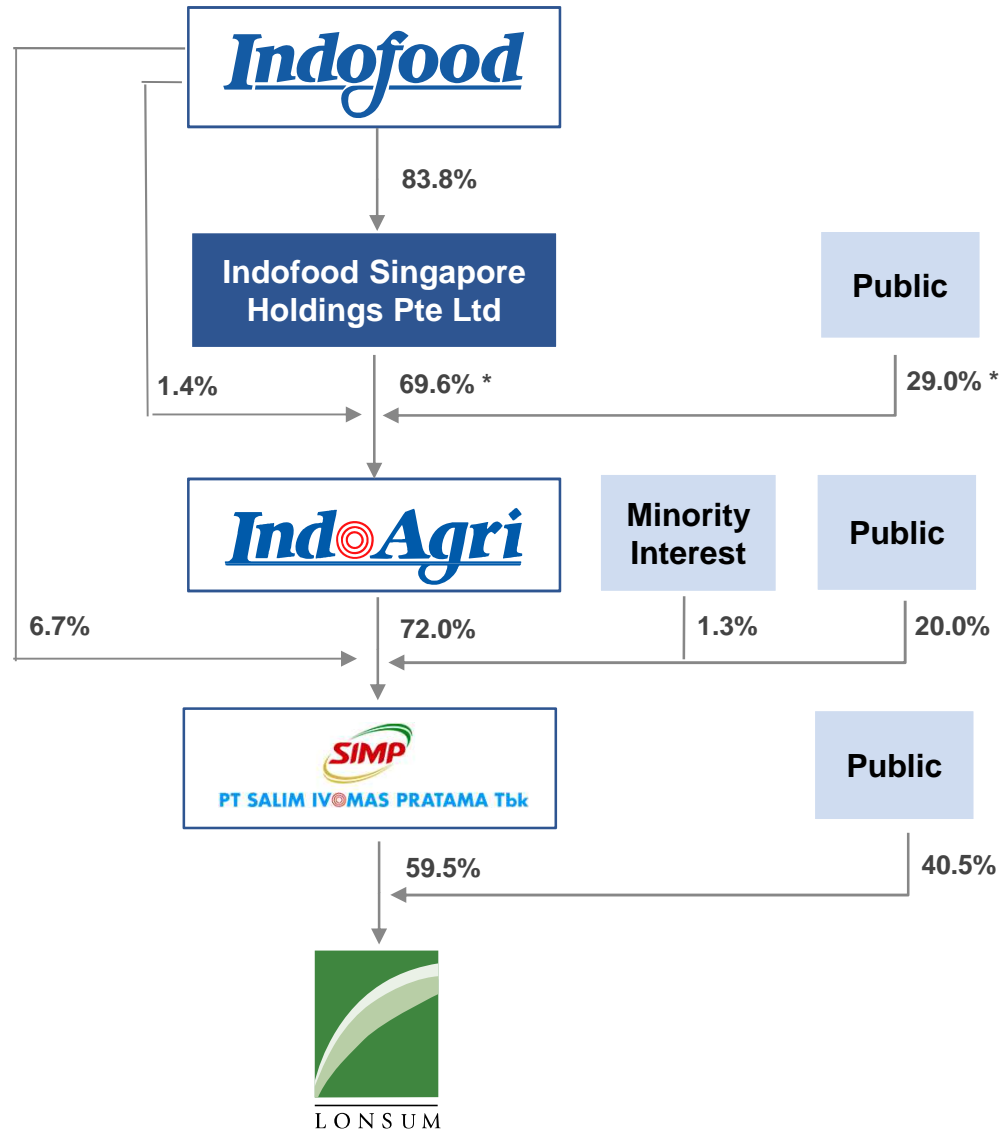 Indofood
83.8%
Indofood Singapore
Holdings Pte Ltd
Public
1.4%
69.6% *
29.0% *
IndoAgri
Minority
Interest
Public
6.7%
72.0%
1.3%
20.0%
SIMP
PT SALIM IVOMAS PRATAMA Tbk
Public
59.5%
40.5%
LONSUM